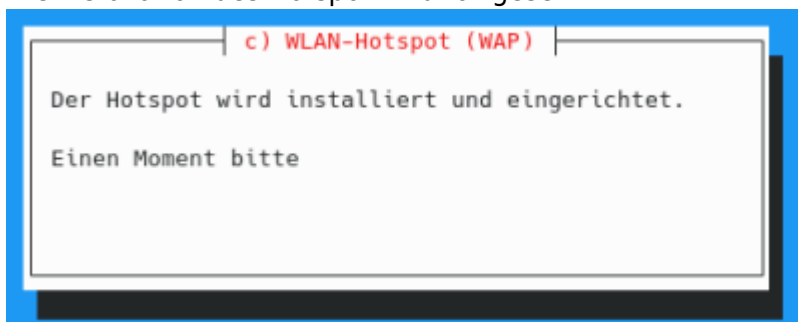 c) WLAN-Hotspot (WAP)
Der Hotspot wird installiert und eingerichtet.
Einen Moment bitte